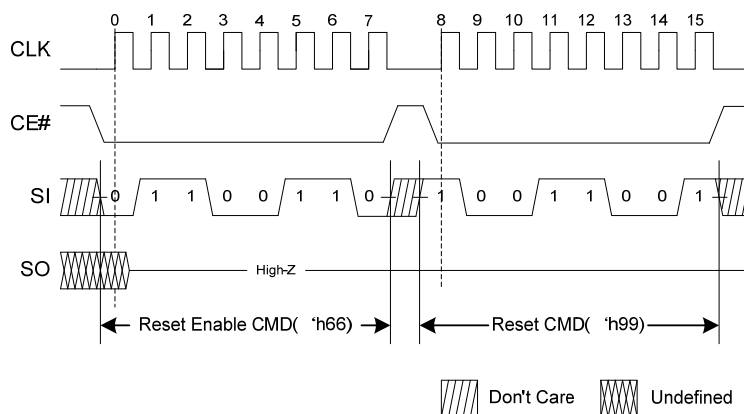 0 1 2 3 4 5 6 7 8 9 10 11 12 13 14 15
CLK
CE#
SI 0 1 1 0 0 1 1 0 1 0 0 1 1 0 0 1
SO High-Z
Reset Enable CMD( ‘h66) Reset CMD( ‘h99)
Don't Care Undefined